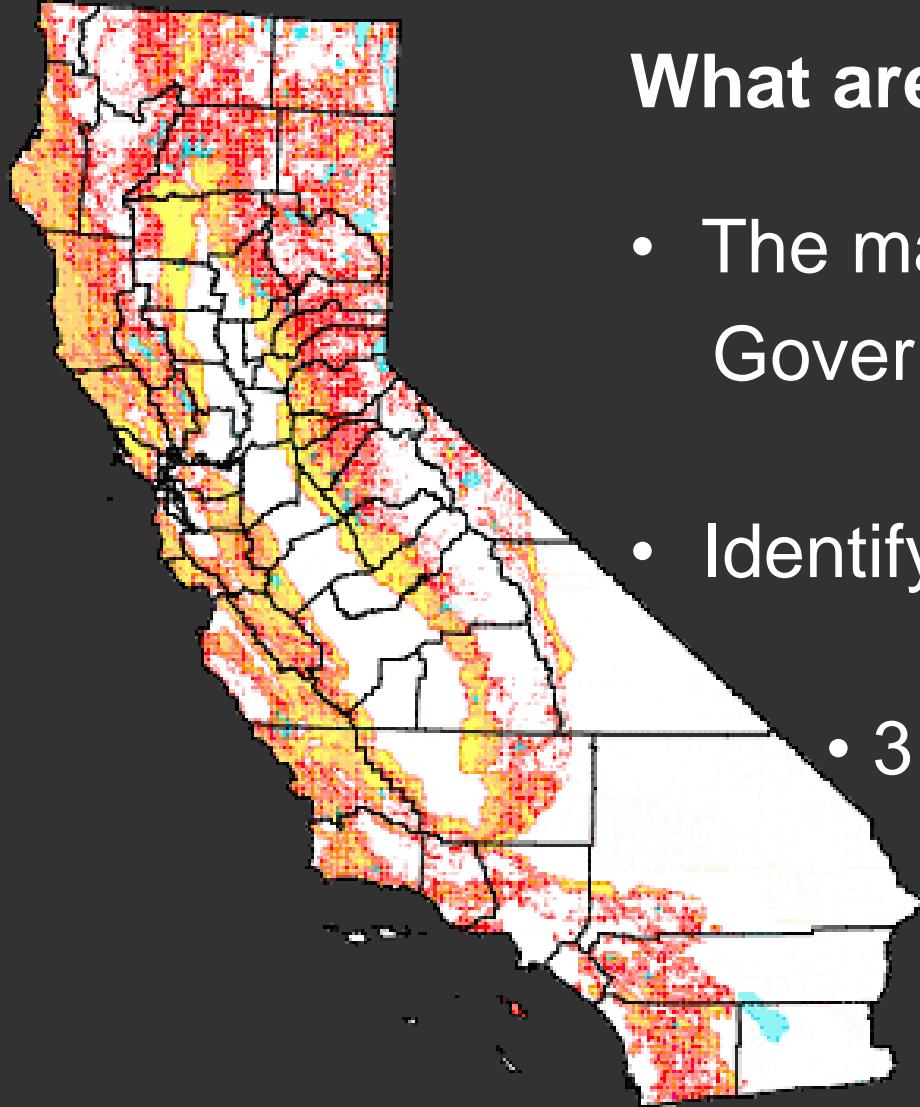 What are
• The ma
Gover
• Identify
• 3